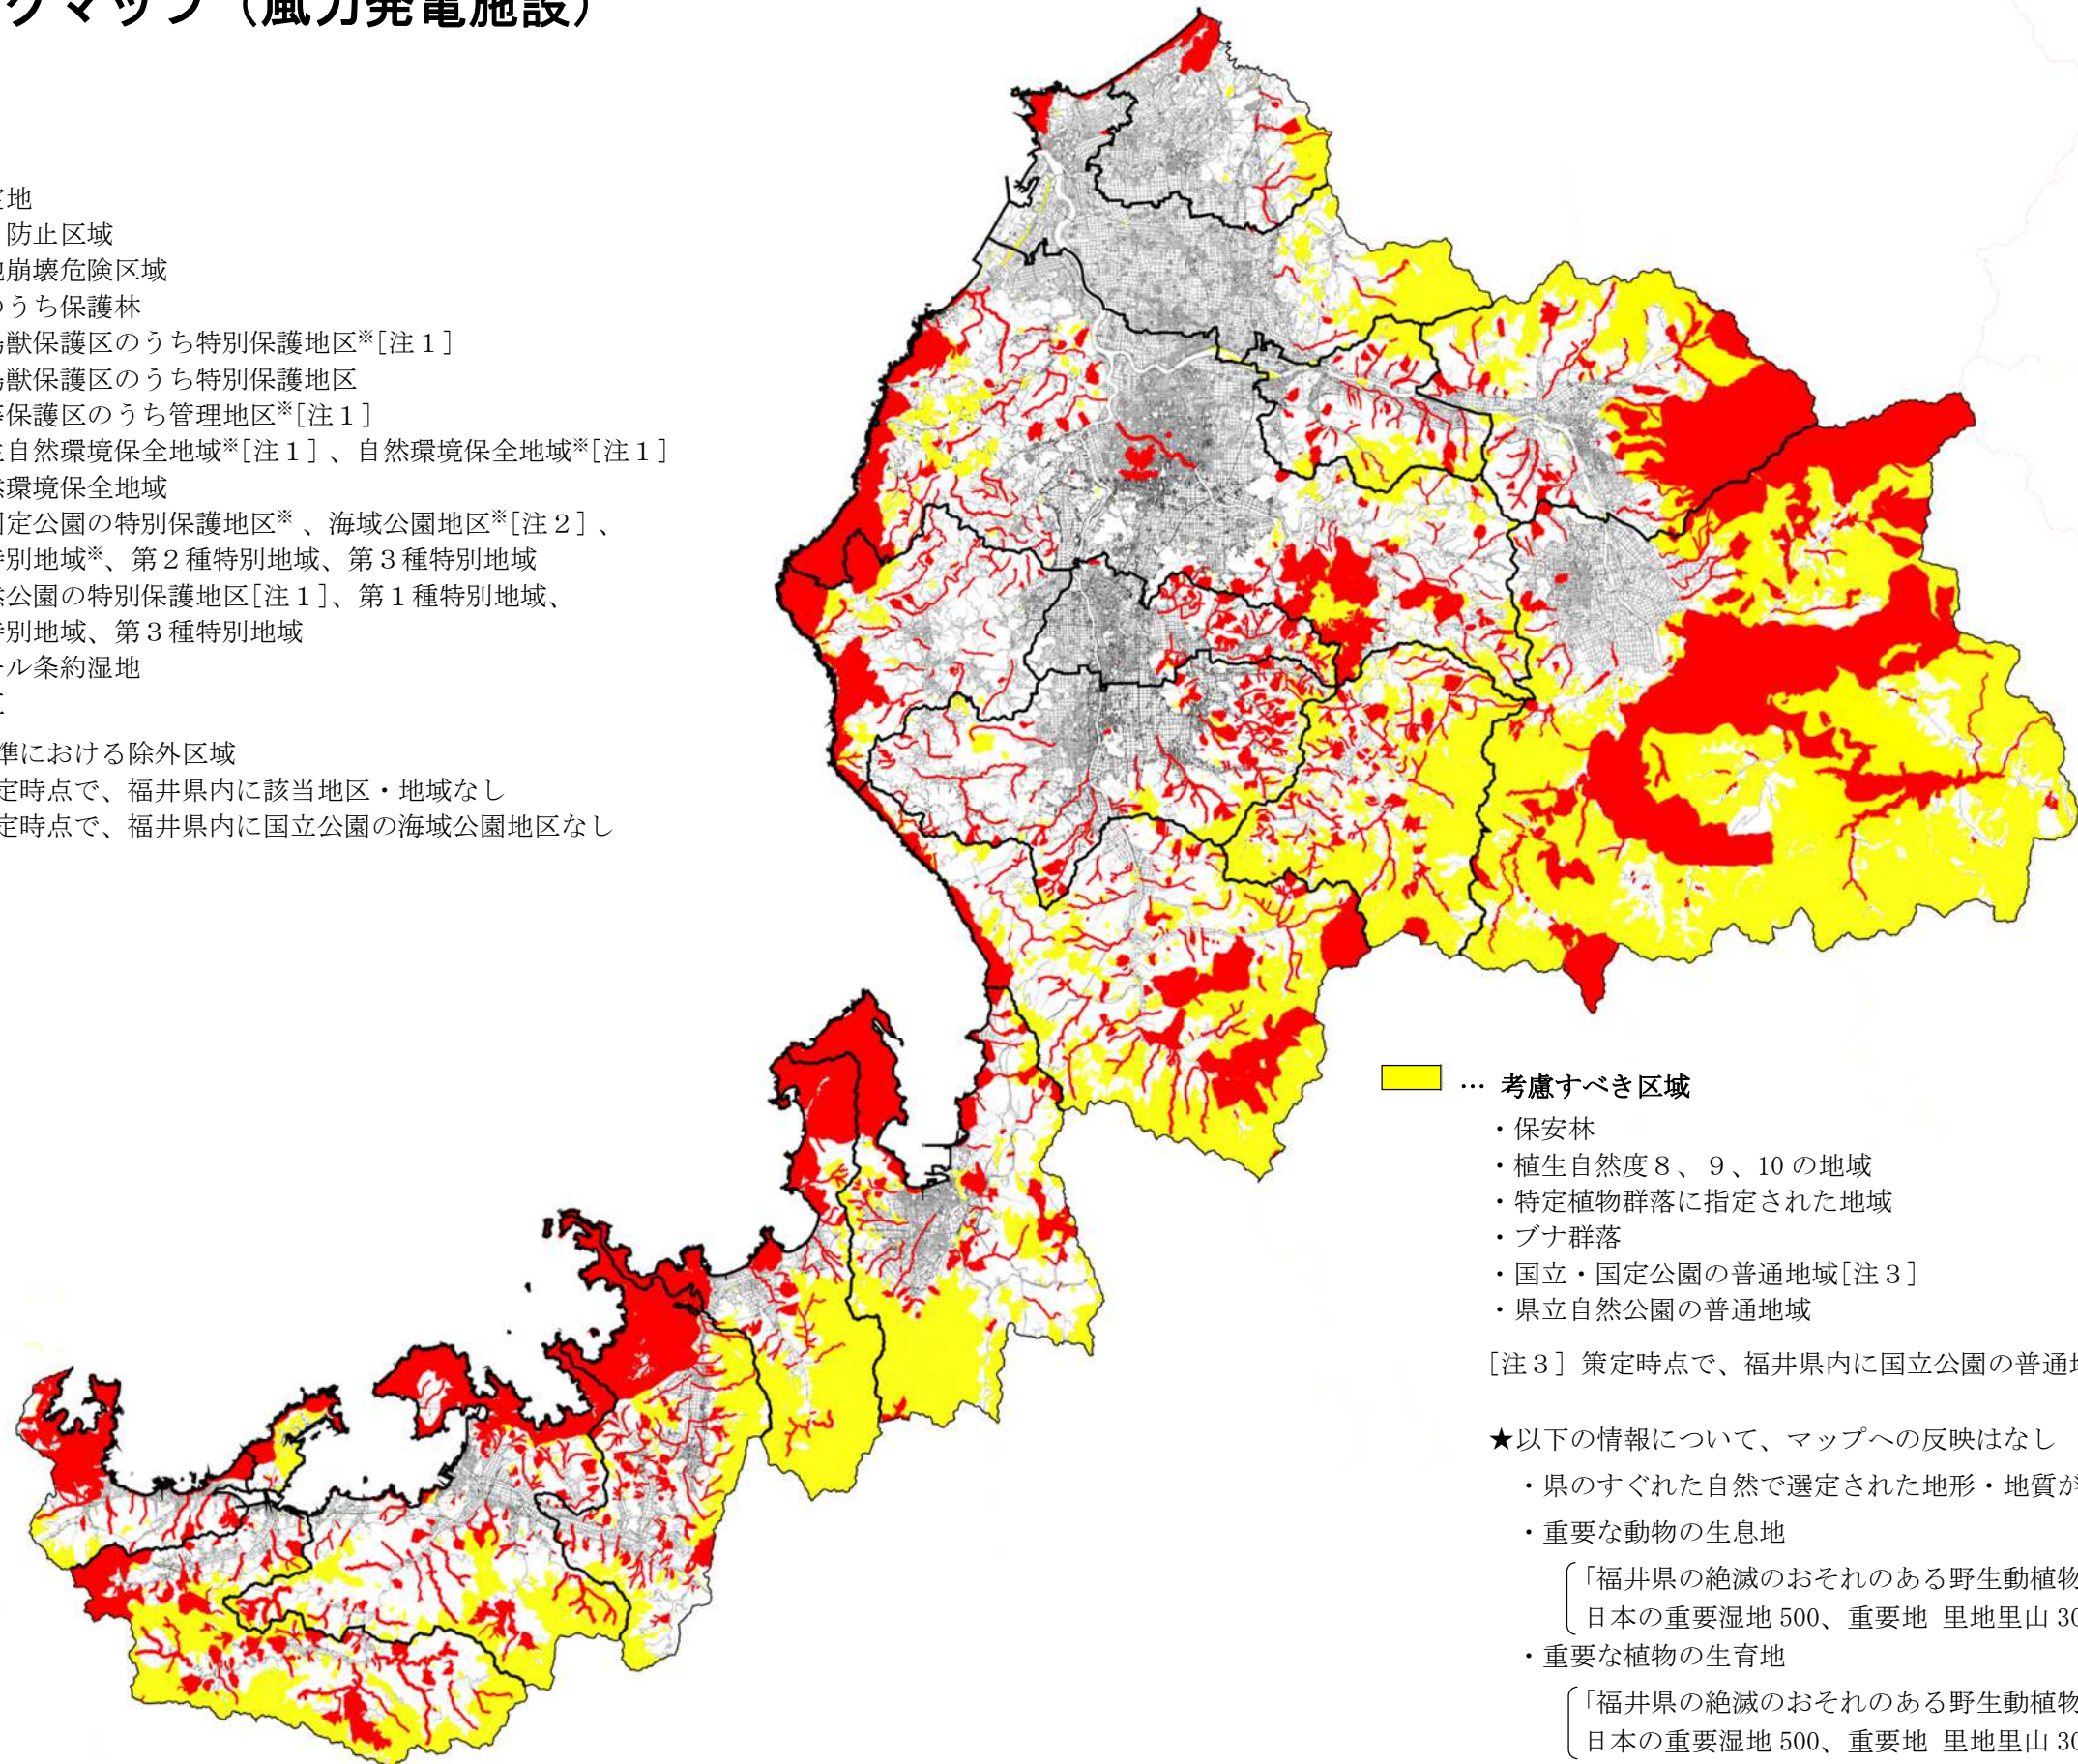 クマップ（風力発電施設）
定地
防止区域
地崩壊危険区域
のうち保護林
鳥獣保護区のうち特別保護地区※[注１]
鳥獣保護区のうち特別保護地区
等保護区のうち管理地区※[注１]
生自然環境保全地域※[注１]、自然環境保全地域※[注１]
然環境保全地域
国定公園の特別保護地区※、海域公園地区※[注２]、
特別地域※、第２種特別地域、第３種特別地域
然公園の特別保護地区[注１]、第１種特別地域、
特別地域、第３種特別地域
ール条約湿地
準における除外区域
定時点で、福井県内に該当地区・地域なし
定時点で、福井県内に国立公園の海域公園地区なし
… 考慮すべき区域
・保安林
・植生自然度８、９、10 の地域
・特定植物群落に指定された地域
・ブナ群落
・国立・国定公園の普通地域[注３]
・県立自然公園の普通地域
[注３] 策定時点で、福井県内に国立公園の普通地
★以下の情報について、マップへの反映はなし
・県のすぐれた自然で選定された地形・地質が
・重要な動物の生息地
「福井県の絶滅のおそれのある野生動植物
日本の重要湿地 500、重要地 里地里山 30
・重要な植物の生育地
「福井県の絶滅のおそれのある野生動植物
日本の重要湿地 500、重要地 里地里山 30